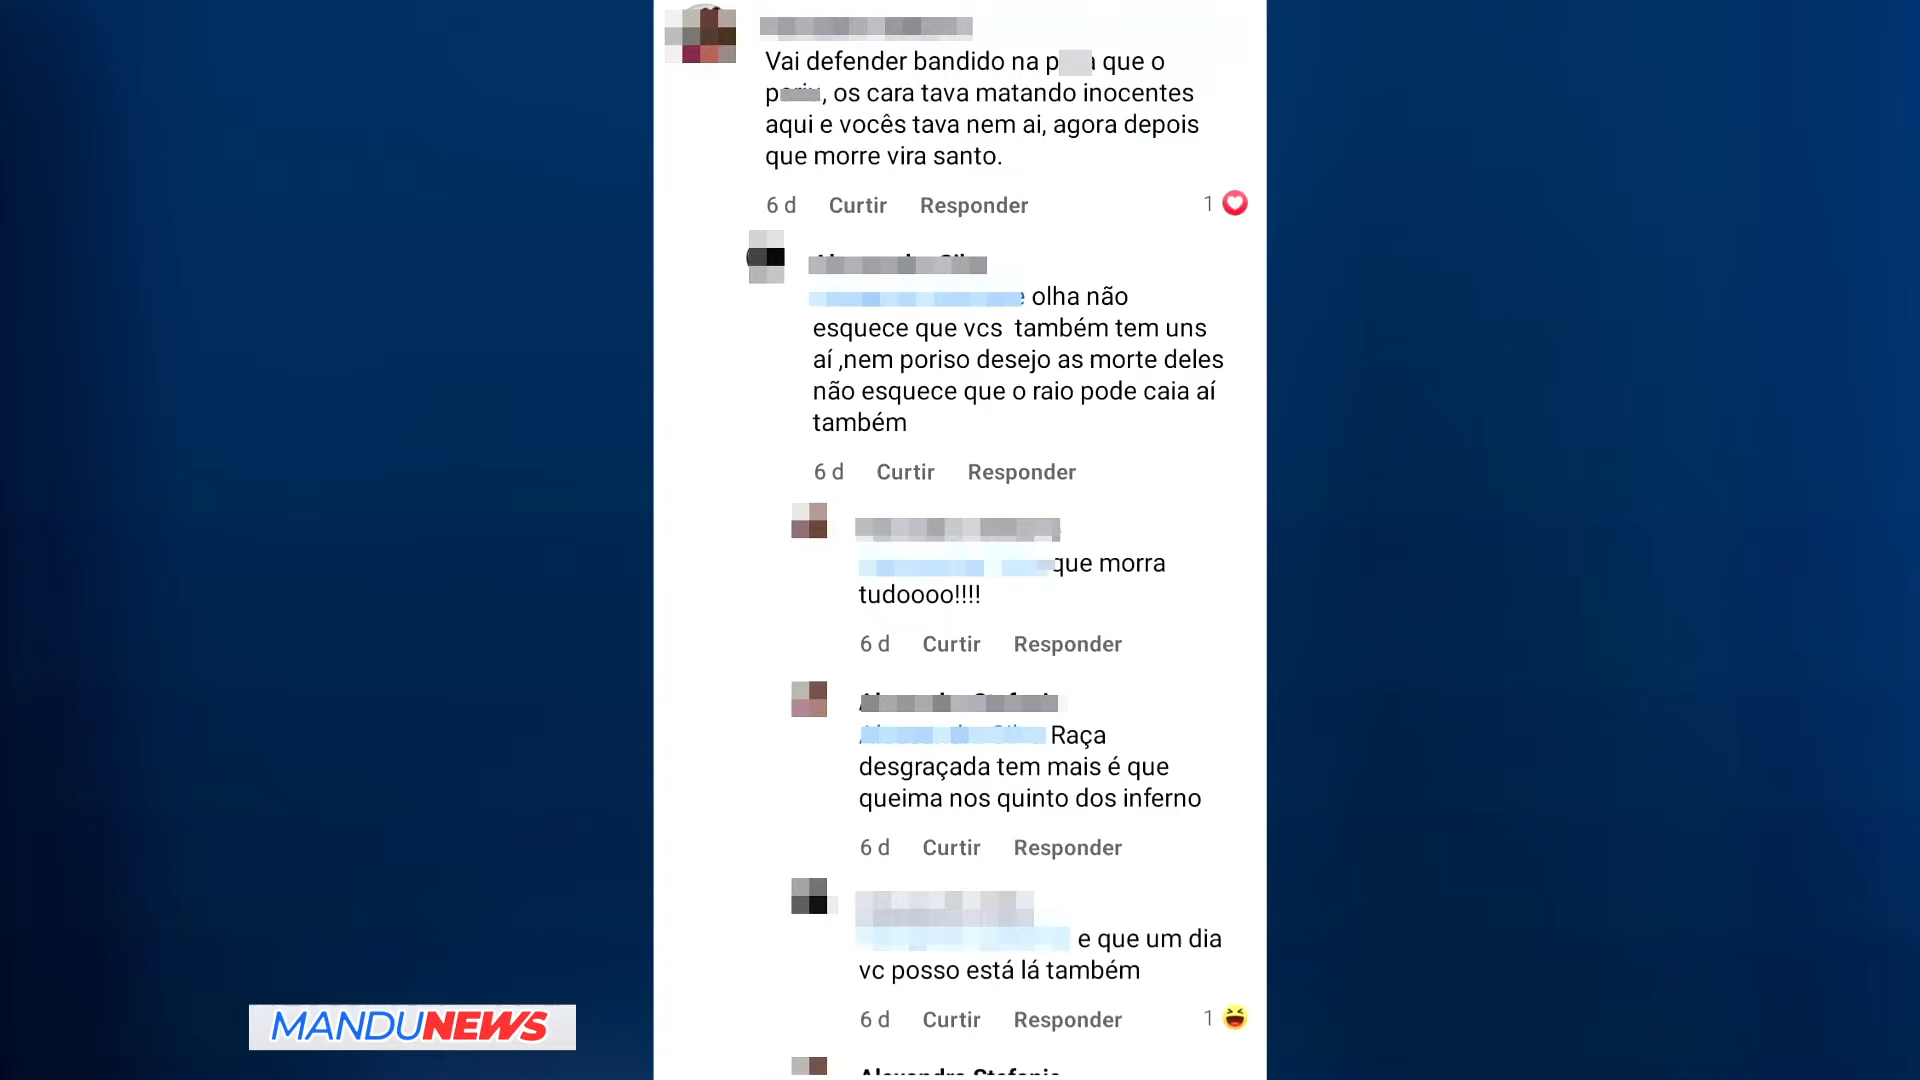 Vai defender bandido na p a que o
p , os cara tava matando inocentes
aqui e vocês tava nem ai, agora depois
que morre vira santo.
6 d Curtir Responder 1
olha não
esquece que vcs também tem uns
aí ,nem poriso desejo as morte deles
não esquece que o raio pode caia aí
também
6 d Curtir Responder
que morra
tudoooo!!!!
6 d Curtir Responder
Raça
desgraçada tem mais é que
queima nos quinto dos inferno
6 d Curtir Responder
e que um dia
vc posso está lá também
6 d Curtir Responder 1
MANDUNEWS